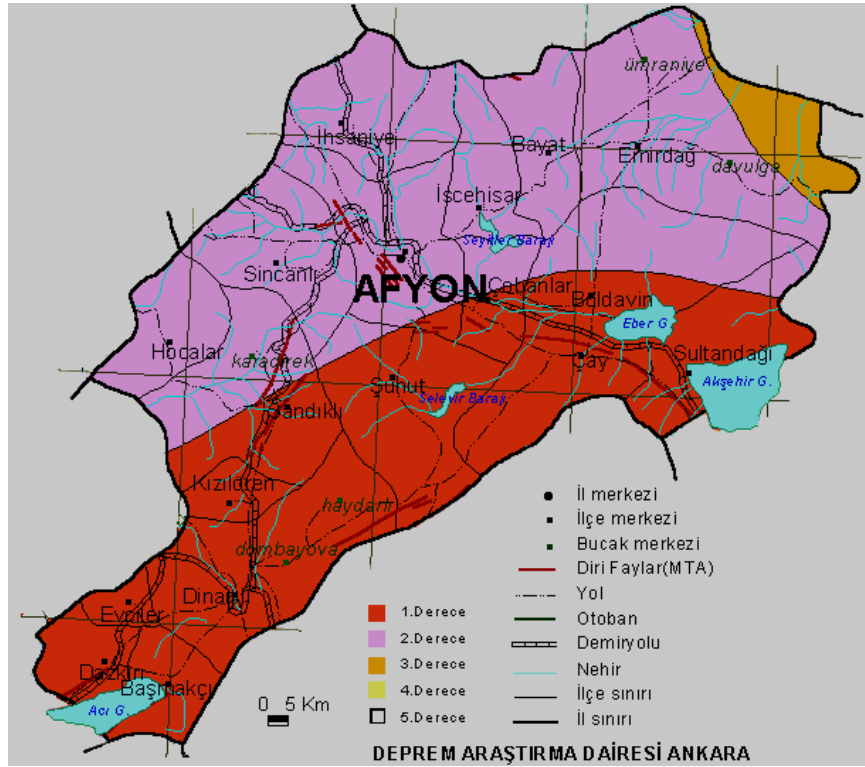 ümraniye
İhsaniye
Bayat
Emirdağ
davulga
İscehisar
Seyitler Barajı
Sincanlı
AFYON
Çobanlar
Bolvadin
Eber G.
Hocalar
karadirek
Şuhut
Çay
Sultandağı
Akşehir G.
Selevir Barajı
Sandıklı
Kızılören
haydarlı
dombayova
Dinar
Evciler
Dazkırı
Başmakçı
Acı G.
0 5 Km
1.Derece
2.Derece
3.Derece
4.Derece
5.Derece
İl merkezi
İlçe merkezi
Bucak merkezi
Diri Faylar(MTA)
Yol
Otoban
Demiryolu
Nehir
İlçe sınırı
İl sınırı
DEPREM ARAŞTIRMA DAİRESİ ANKARA